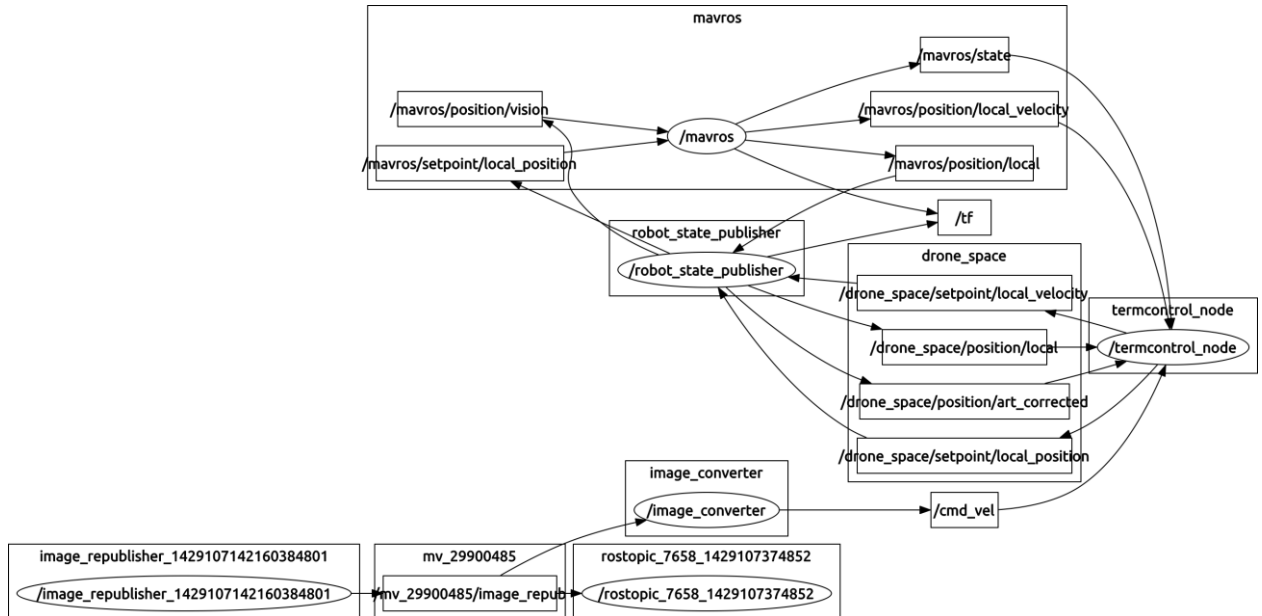 mavros
/mavros/state
/mavros/position/vision
/mavros/position/local_velocity
/mavros
/mavros/setpoint/local_position
/mavros/position/local
/tf
robot_state_publisher
/robot_state_publisher
drone_space
/drone_space/setpoint/local_velocity
/drone_space/position/local
/drone_space/position/art_corrected
/drone_space/setpoint/local_position
termcontrol_node
/termcontrol_node
image_converter
/image_converter
/cmd_vel
image_republisher_1429107142160384801
/image_republisher_1429107142160384801
mv_29900485
/mv_29900485/image_repub
rostopic_7658_1429107374852
/rostopic_7658_1429107374852